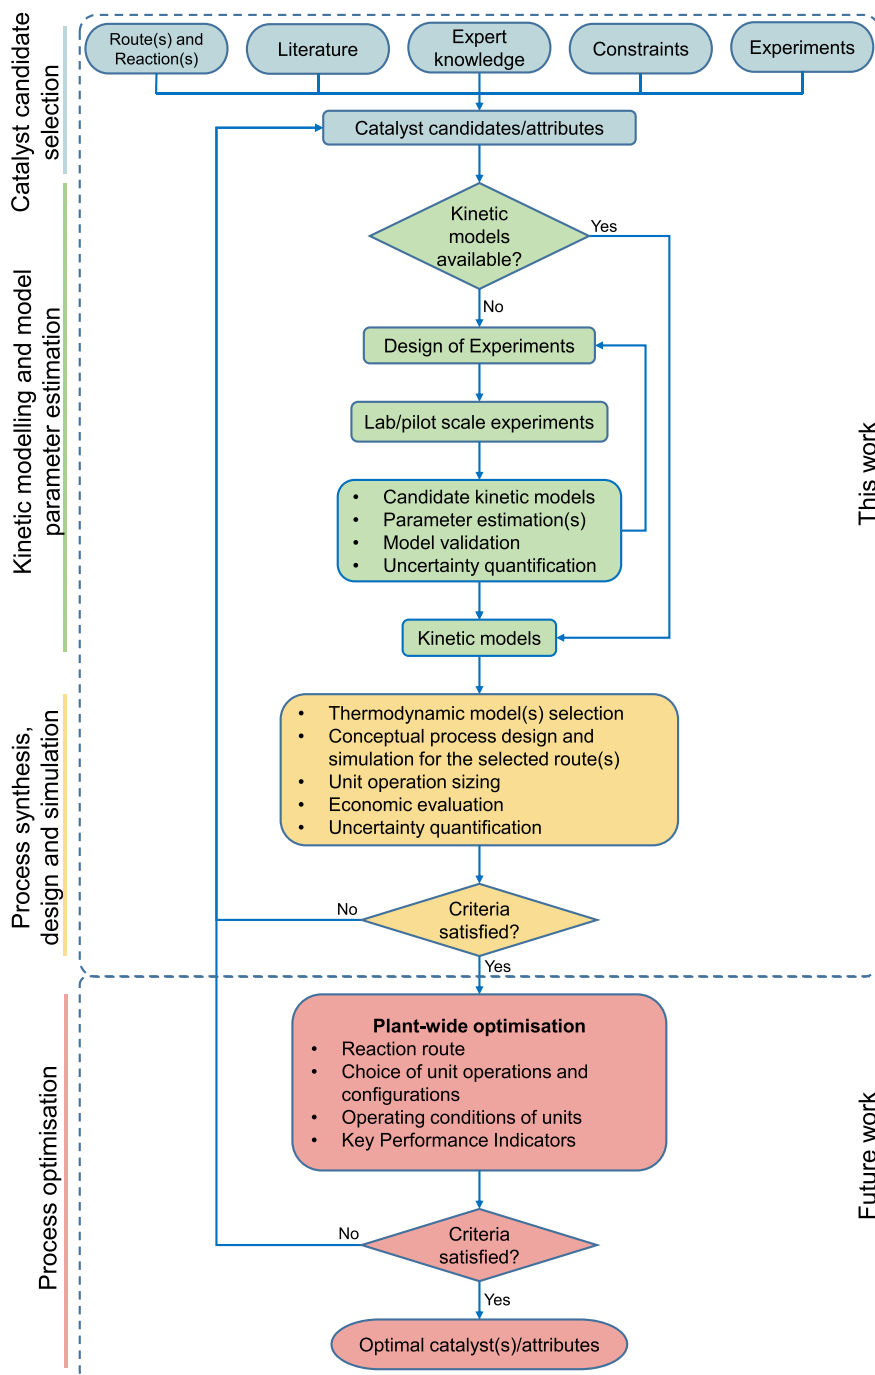 Route(s) and
Reaction(s)
Literature
Expert
knowledge
Constraints
Experiments
Catalyst candidate
selection
Catalyst candidates/attributes
Kinetic
models
available?
Yes
No
Kinetic modelling and model
parameter estimation
Design of Experiments
Lab/pilot scale experiments
• Candidate kinetic models
• Parameter estimation(s)
• Model validation
• Uncertainty quantification
Kinetic models
This work
Process synthesis,
design and simulation
• Thermodynamic model(s) selection
• Conceptual process design and
simulation for the selected route(s)
• Unit operation sizing
• Economic evaluation
• Uncertainty quantification
No
Criteria
satisfied?
Yes
Process optimisation
Plant-wide optimisation
• Reaction route
• Choice of unit operations and
configurations
• Operating conditions of units
• Key Performance Indicators
Future work
No
Criteria
satisfied?
Yes
Optimal catalyst(s)/attributes